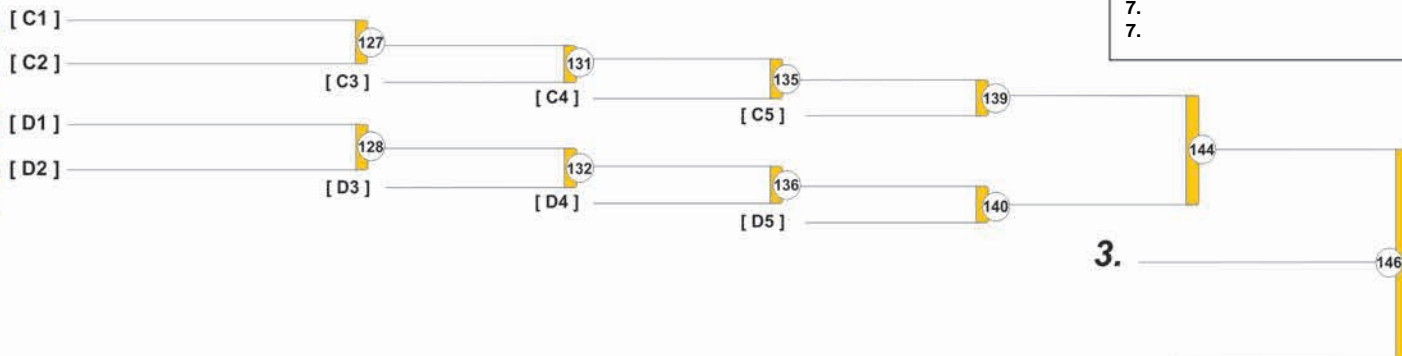 7.
7.
[ C1 ]
127
[ C2 ]
131
[ C3 ]
135
[ C4 ]
139
[ C5 ]
[ D1 ]
128
144
[ D2 ]
132
[ D3 ]
136
[ D4 ]
140
[ D5 ]
3.
146